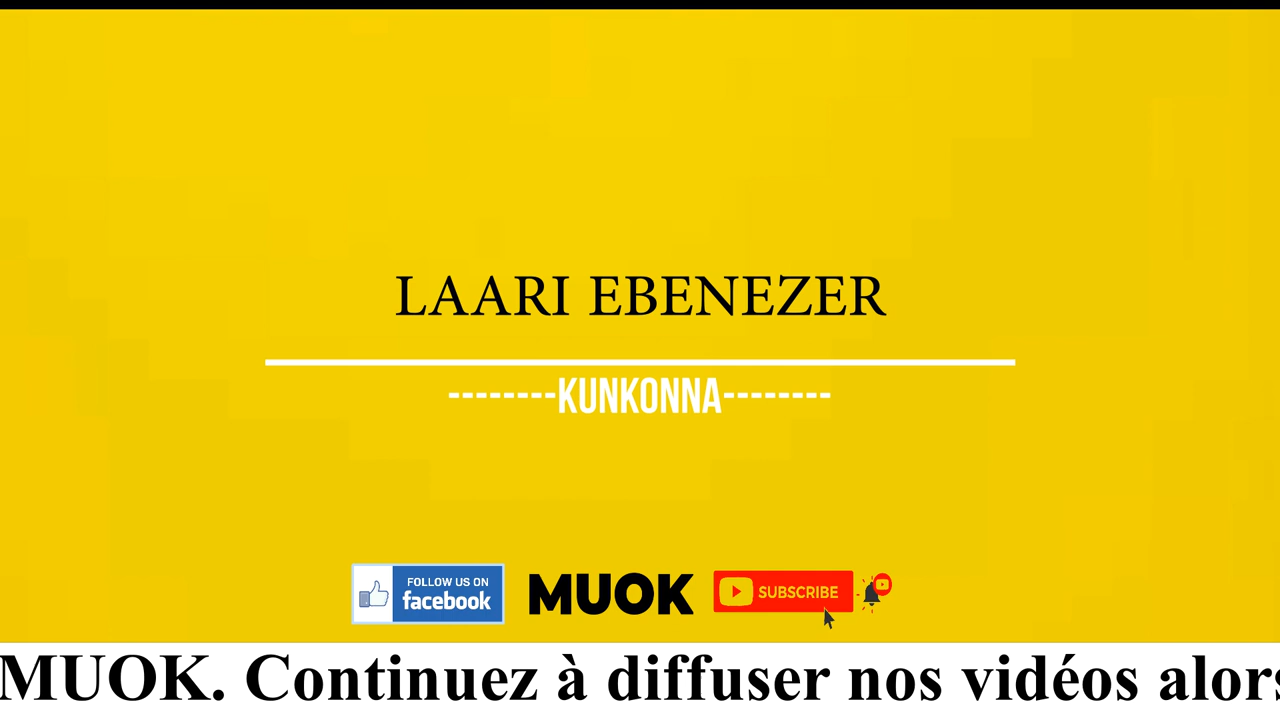 LAARI EBENEZER
--------KUNKONNA--------
FOLLOW US ON
facebook
MUOK
SUBSCRIBE
MUOK. Continuez à diffuser nos vidéos alors